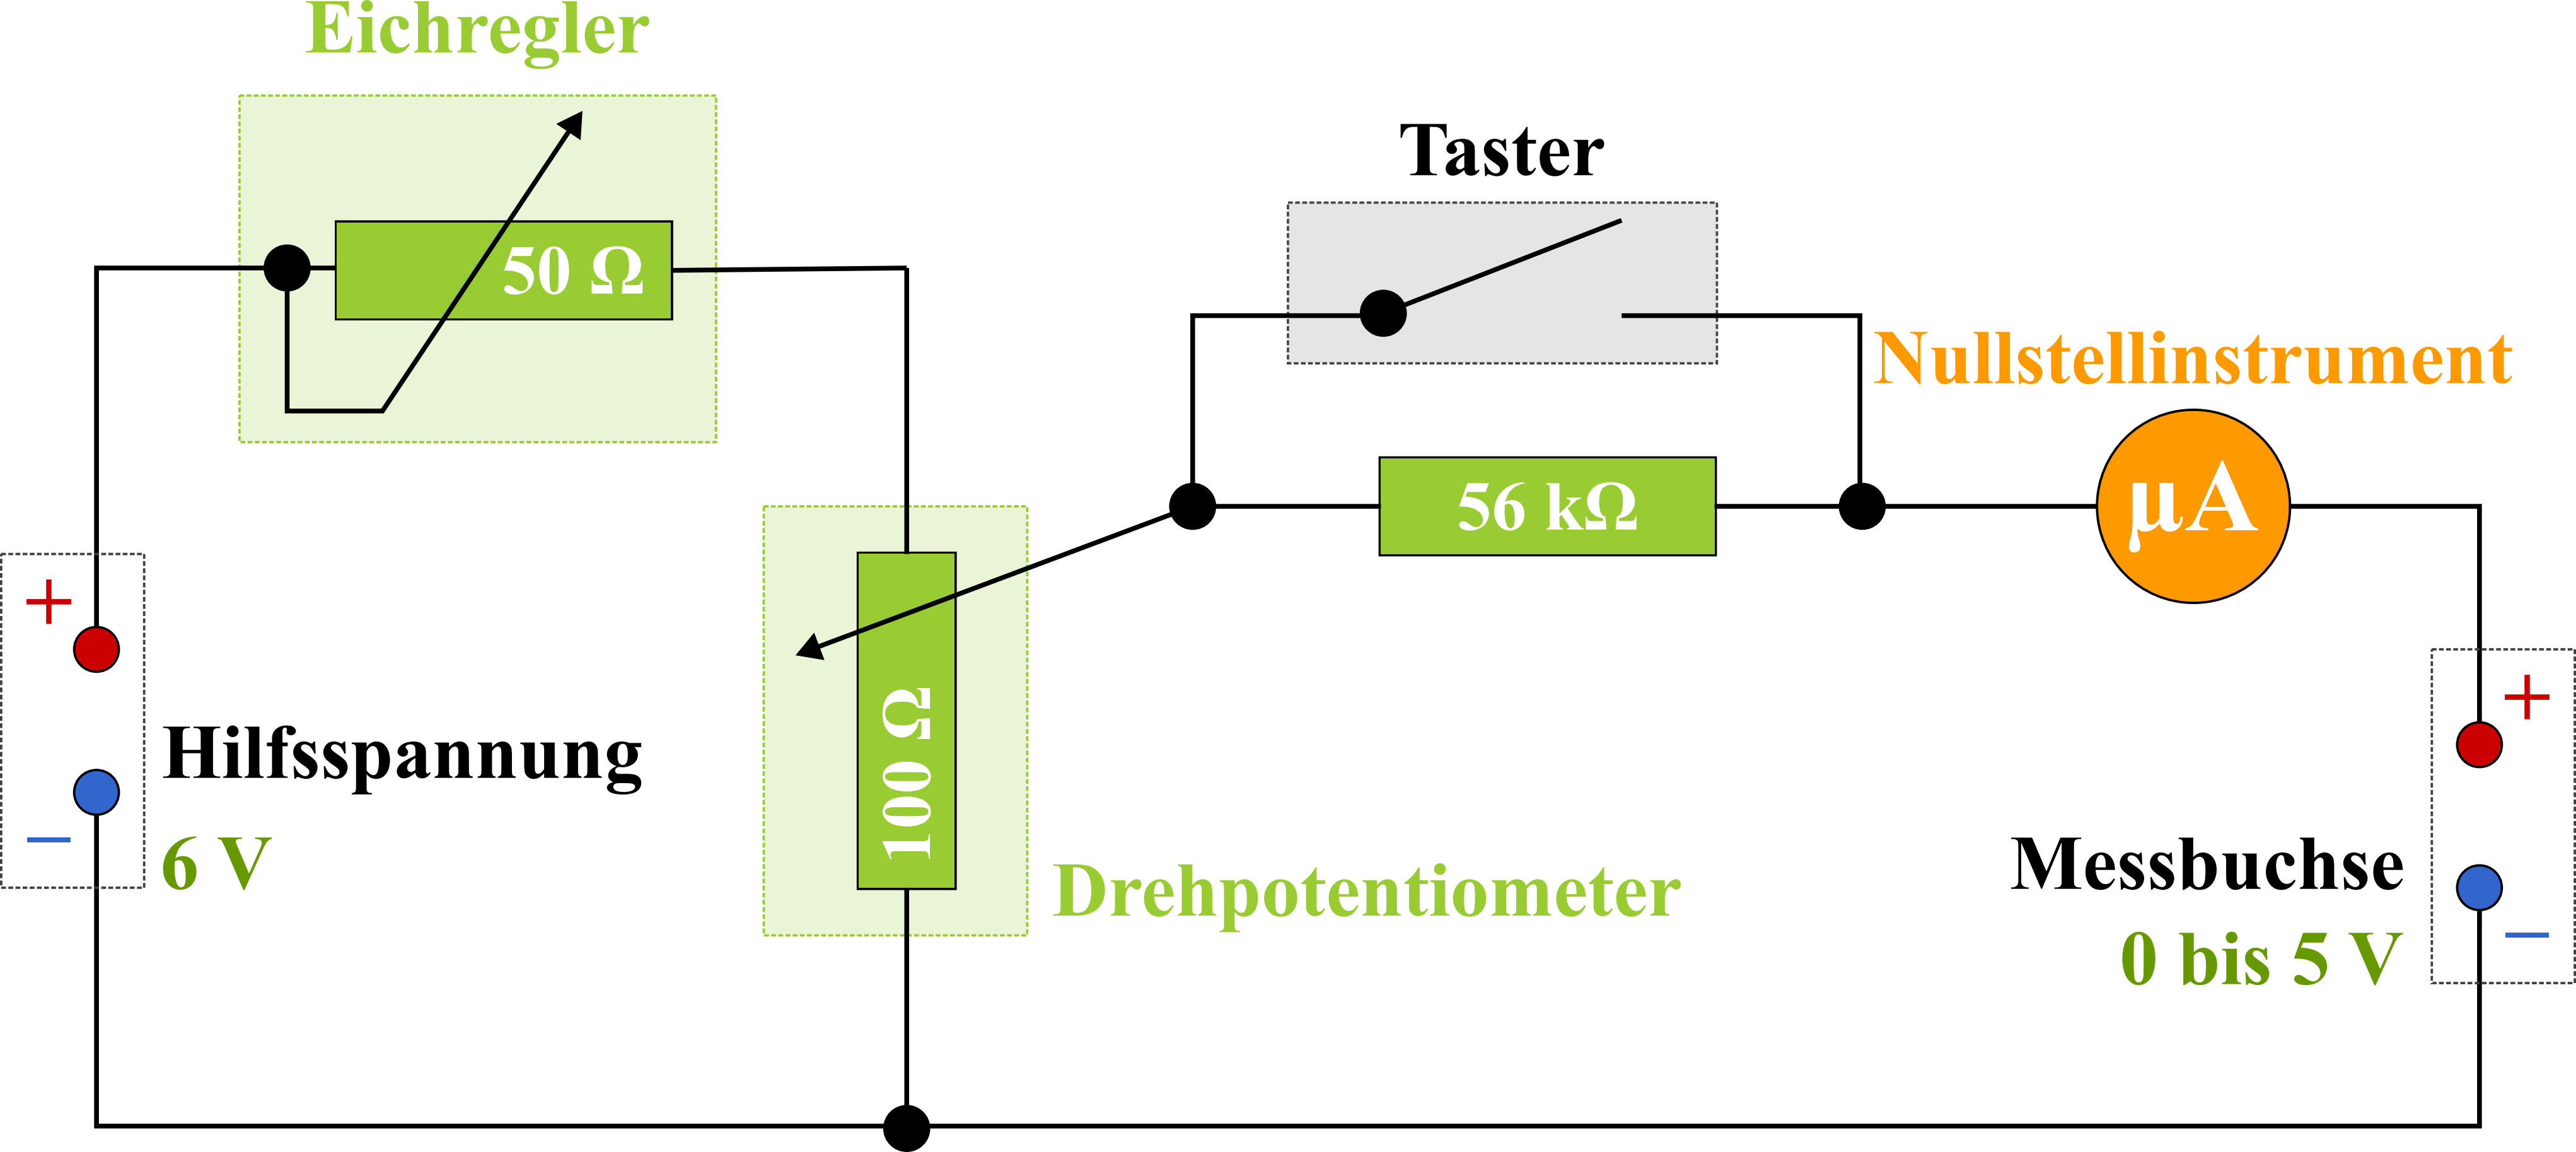 Eichregler
50 Ω
Taster
Nullstellinstrument
56 kΩ
µA
+
Hilfsspannung
–
6 V
100 Ω
Drehpotentiometer
+
Messbuchse
–
0 bis 5 V